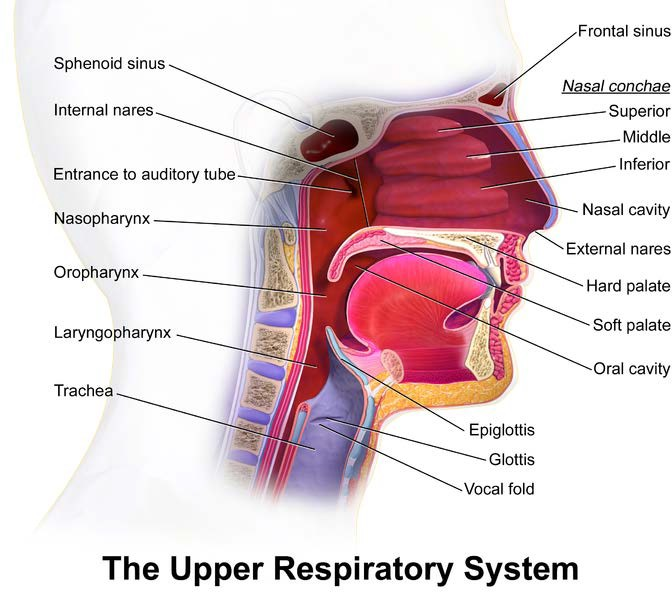 Frontal sinus
Sphenoid sinus
Nasal conchae
Internal nares
Superior
Middle
Inferior
Entrance to auditory tube
Nasal cavity
Nasopharynx
External nares
Oropharynx
Hard palate
Soft palate
Laryngopharynx
Oral cavity
Trachea
Epiglottis
Glottis
Vocal fold
The Upper Respiratory System